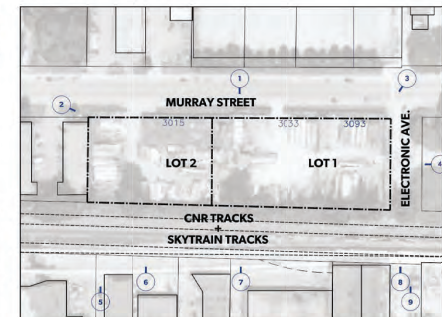 1
3
2
MURRAY STREET
3015
3033
3093
ELECTRONIC AVE.
LOT 2
LOT 1
4
CNR TRACKS
+
SKYTRAIN TRACKS
6
7
8
5
9